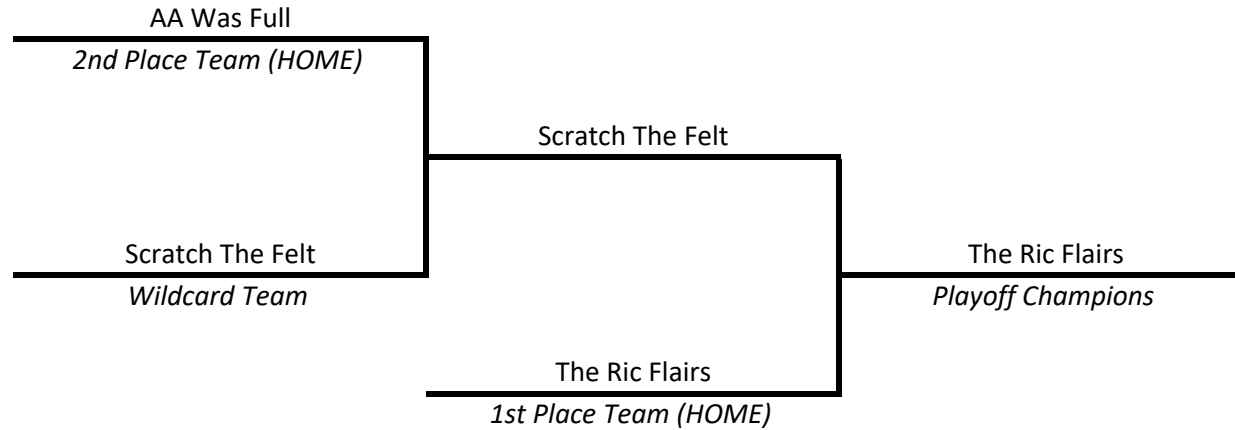 AA Was Full
2nd Place Team (HOME)
Scratch The Felt
Scratch The Felt
Wildcard Team
The Ric Flairs
Playoff Champions
The Ric Flairs
1st Place Team (HOME)